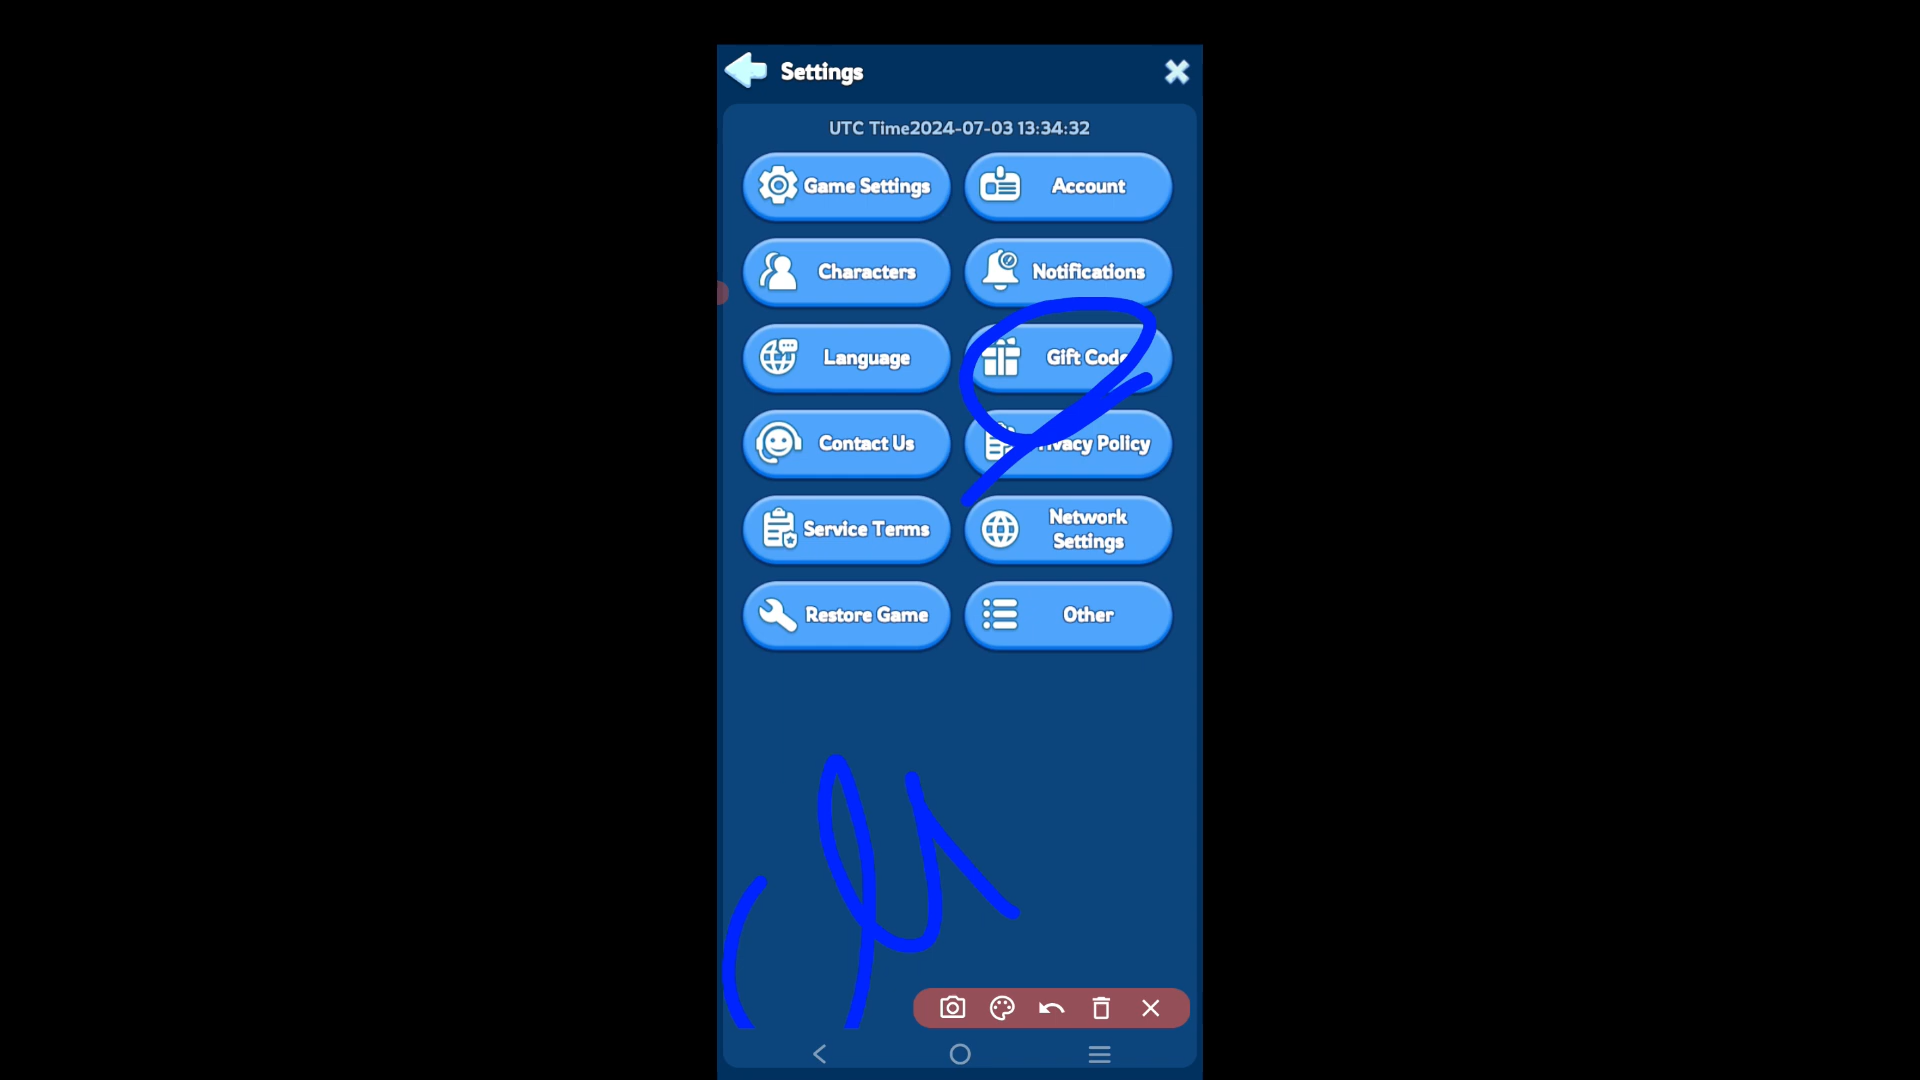 Settings
UTC Time2024-07-03 13:34:32
Game Settings
Account
Characters
Notifications
Language
Gift Code
Contact Us
Privacy Policy
Service Terms
Network
Settings
Restore Game
Other